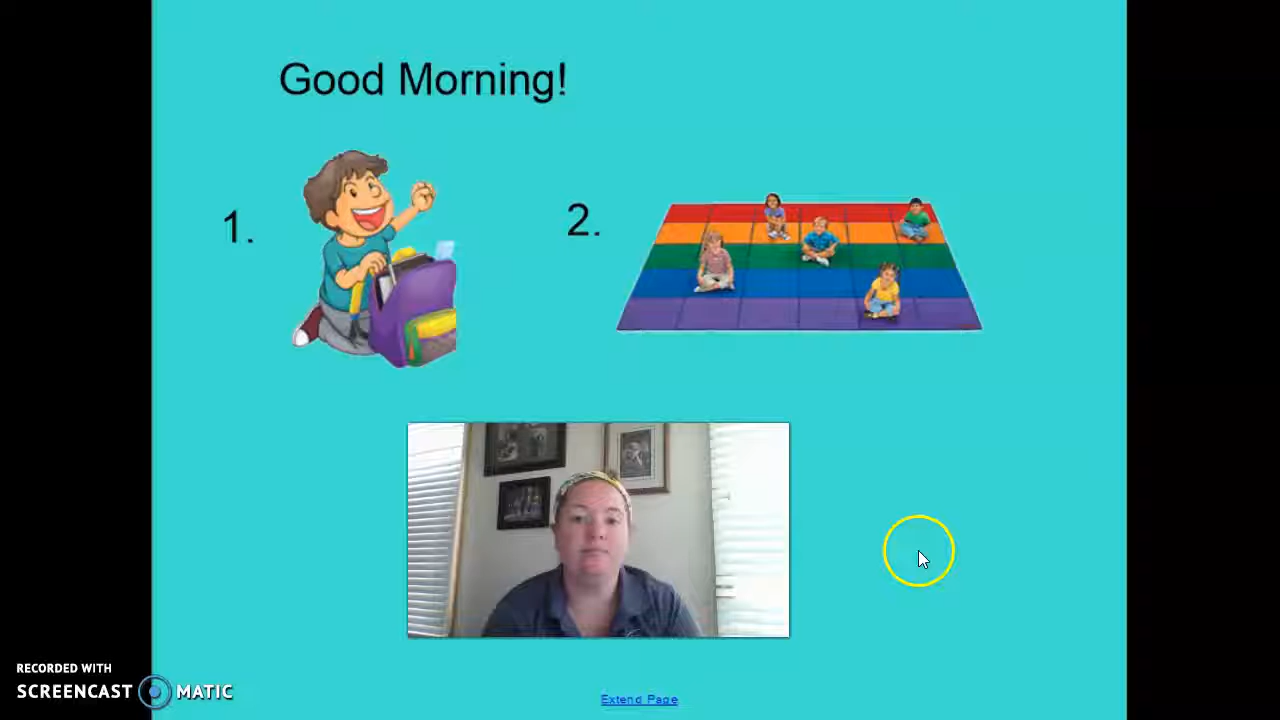 Good Morning!
1.
2.
RECORDED WITH
SCREENCAST MATIC
Extend Page